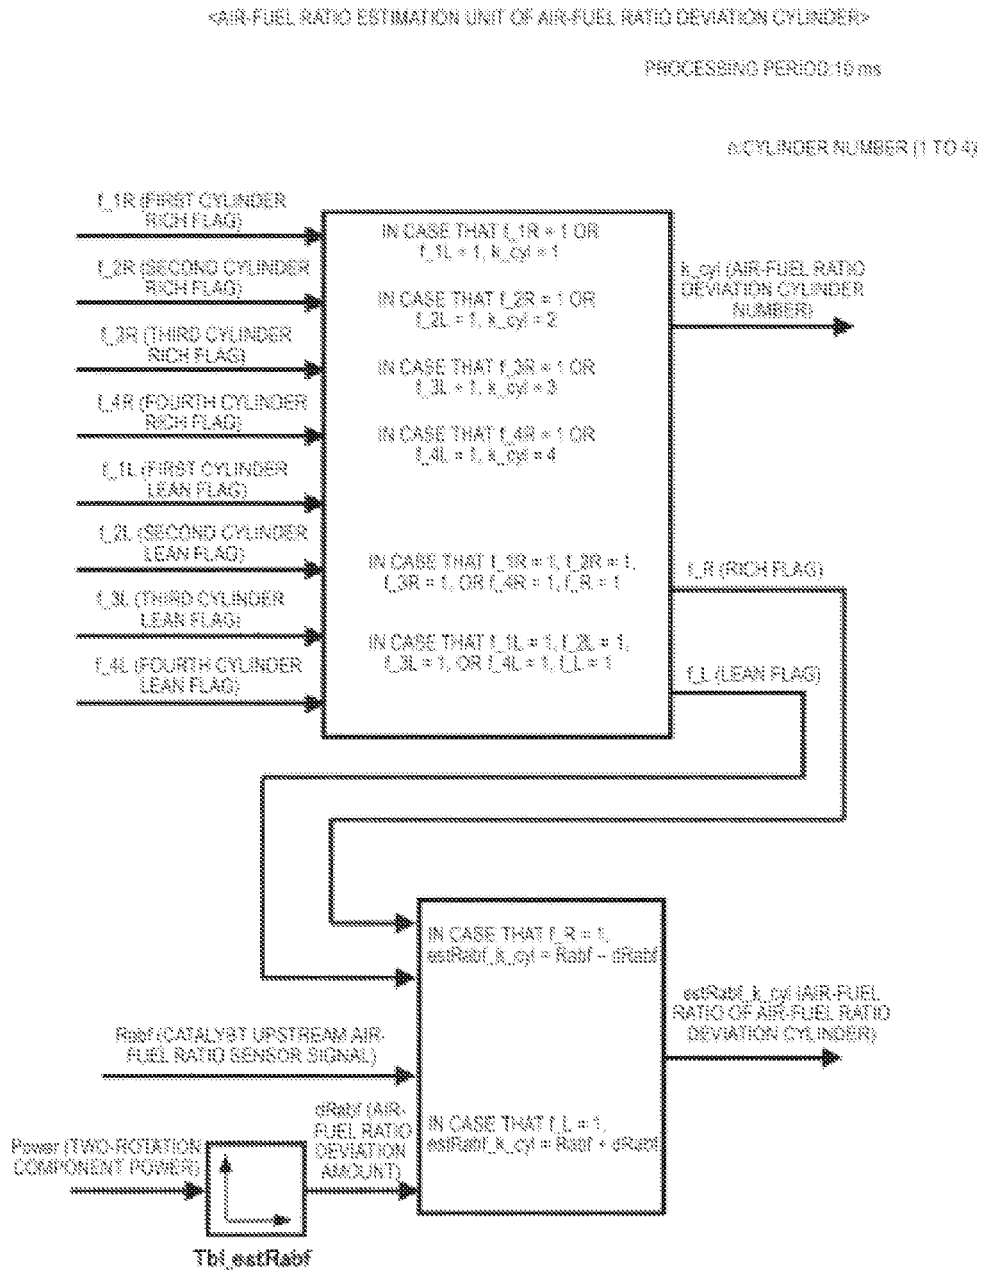 <AIR-FUEL RATIO ESTIMATION UNIT OF AIR-FUEL RATIO DEVIATION CYLINDER>
PROCESSING PERIOD:10 ms
n:CYLINDER NUMBER (1 TO 4)
f_1R (FIRST CYLINDER
RICH FLAG)
f_2R (SECOND CYLINDER
RICH FLAG)
f_3R (THIRD CYLINDER
RICH FLAG)
f_4R (FOURTH CYLINDER
RICH FLAG)
f_1L (FIRST CYLINDER
LEAN FLAG)
f_2L (SECOND CYLINDER
LEAN FLAG)
f_3L (THIRD CYLINDER
LEAN FLAG)
f_4L (FOURTH CYLINDER
LEAN FLAG)
IN CASE THAT f_1R = 1 OR
f_1L = 1, k_cyl = 1
IN CASE THAT f_2R = 1 OR
f_2L = 1, k_cyl = 2
IN CASE THAT f_3R = 1 OR
f_3L = 1, k_cyl = 3
IN CASE THAT f_4R = 1 OR
f_4L = 1, k_cyl = 4
IN CASE THAT f_1R = 1, f_2R = 1,
f_3R = 1, OR f_4R = 1, f_R = 1
IN CASE THAT f_1L = 1, f_2L = 1,
f_3L = 1, OR f_4L = 1, f_L = 1
k_cyl (AIR-FUEL RATIO
DEVIATION CYLINDER
NUMBER)
f_R (RICH FLAG)
f_L (LEAN FLAG)
IN CASE THAT f_R = 1,
estRabf_k_cyl = Rabf - dRabf
IN CASE THAT f_L = 1,
estRabf_k_cyl = Rabf + dRabf
Rabf (CATALYST UPSTREAM AIR-
FUEL RATIO SENSOR SIGNAL)
dRabf (AIR-
FUEL RATIO
DEVIATION
AMOUNT)
Power (TWO-ROTATION
COMPONENT POWER)
Tbl_estRabf
estRabf_k_cyl (AIR-FUEL
RATIO OF AIR-FUEL RATIO
DEVIATION CYLINDER)